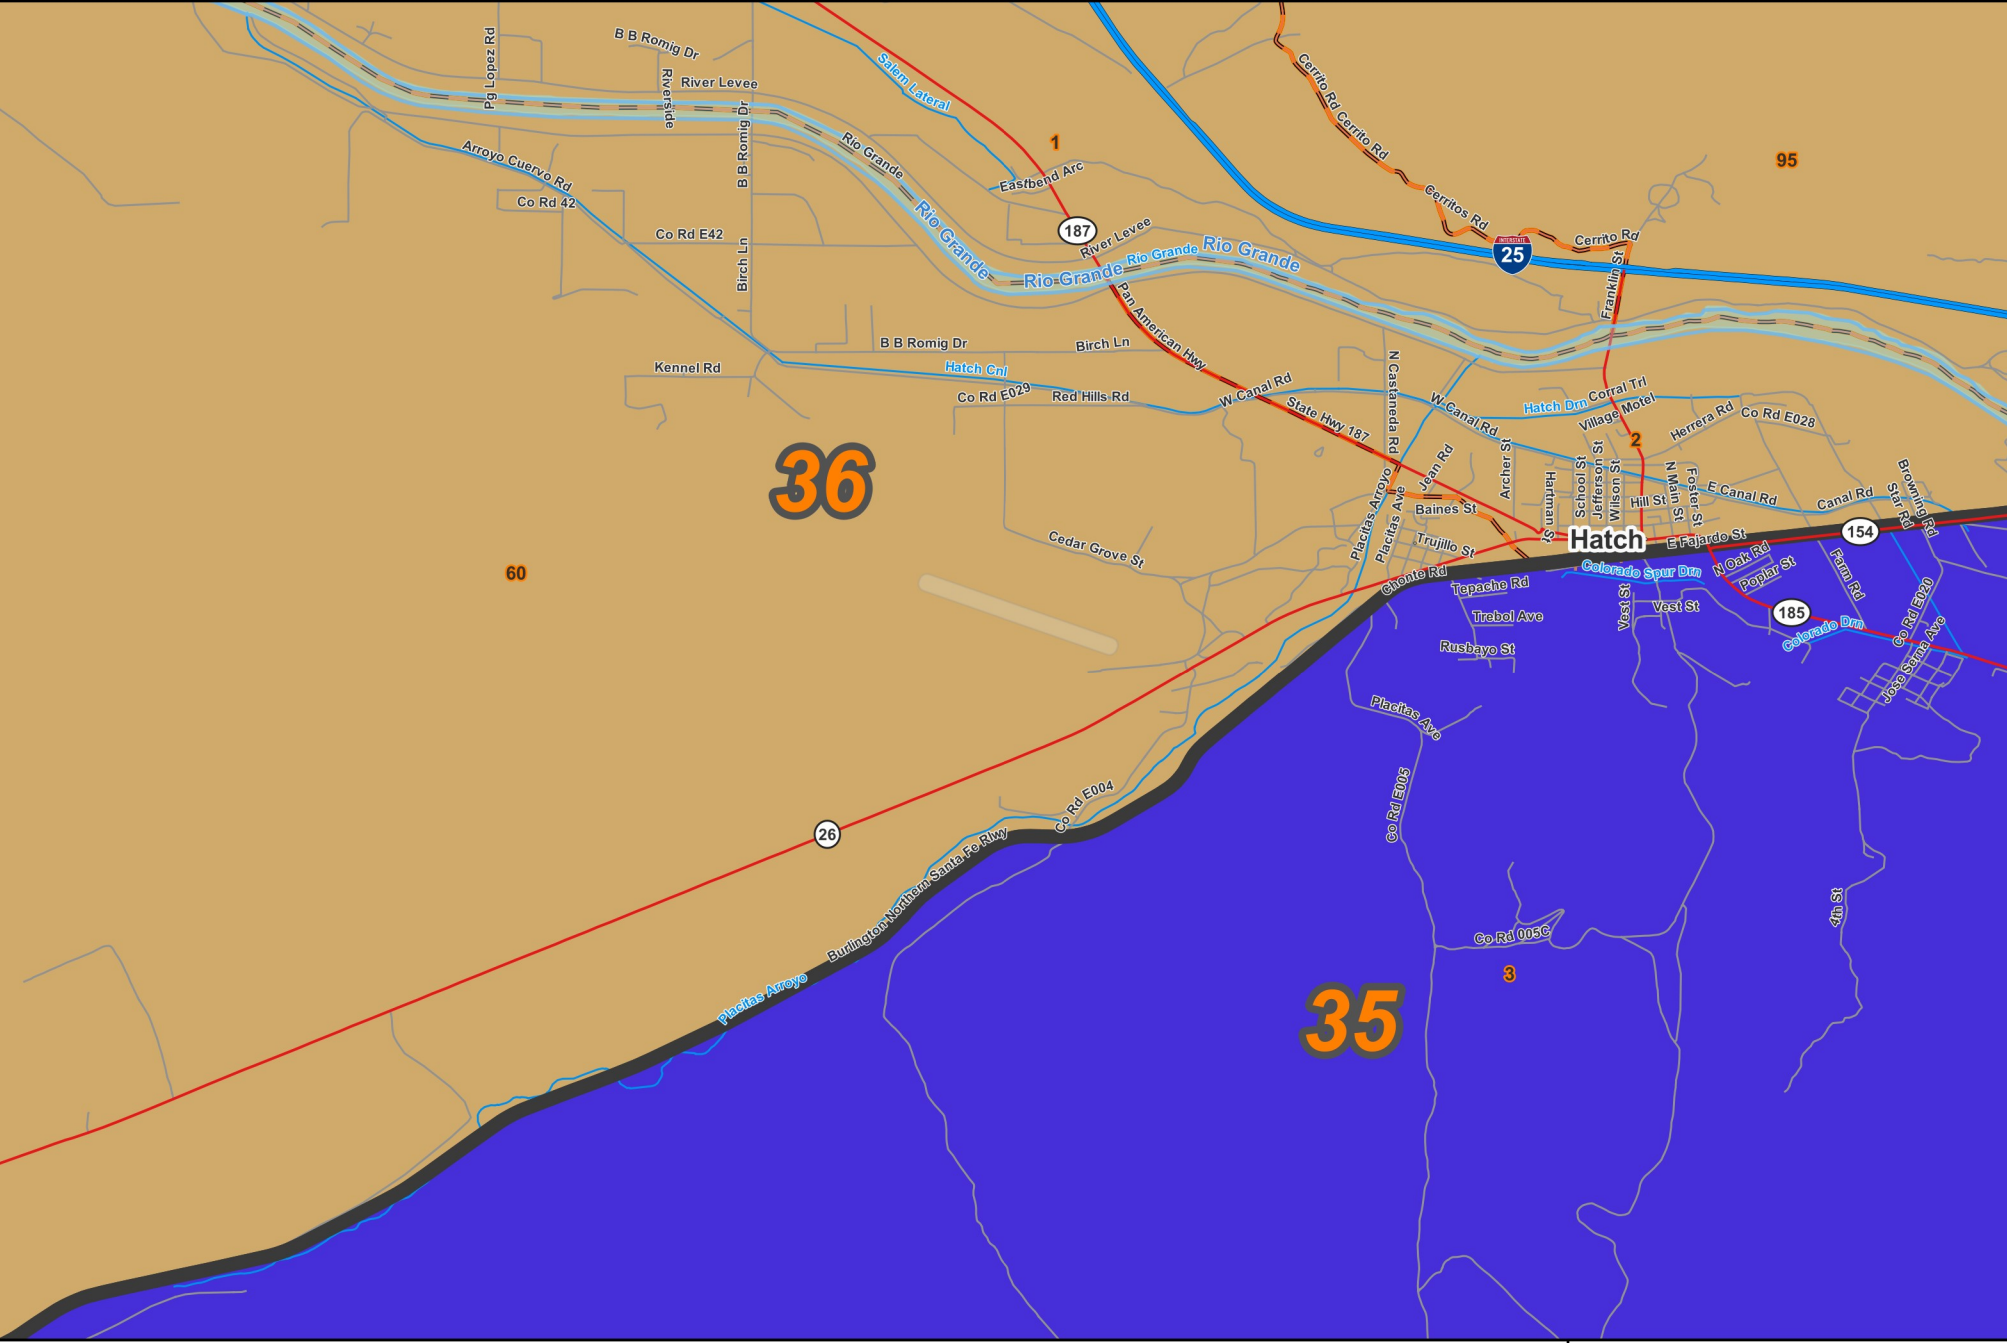 Pg Lopez Rd
B B Romig Dr
Riverside
River Levee
B B Romig Dr
Salem Lateral
Cerrito Rd
Cerrito Rd
1
95
Arroyo Cuervo Rd
Rio Grande
Eastbend Arc
Co Rd 42
Cerritos Rd
Rio Grande
187
River Levee
Co Rd E42
Birch Ln
Rio Grande
Rio Grande
Rio Grande
INTERSTATE
25
Cerrito Rd
Franklin St
Pan American Hwy
B B Romig Dr
Birch Ln
Kennel Rd
Hatch Cnl
Co Rd E029
Red Hills Rd
W Canal Rd
State Hwy 187
N Castaneda Rd
W Canal Rd
Hatch Drn
Corral Trl
Village Motel
Herrera Rd
Co Rd E028
2
36
Jean Rd
Archer St
Hartman St
School St
Jefferson St
Wilson St
Hill St
N Main St
Foster St
E Canal Rd
Canal Rd
Star Rd
Browning Rd
Placitas Arroyo
Placitas Ave
Baines St
Trujillo St
Hatch
E Fajardo St
154
Cedar Grove St
60
Chonte Rd
Tepache Rd
Colorado Spur Drn
N Oak Rd
Poplar St
Farm Rd
Vest St
Vest St
185
Co Rd E020
Colorado Drn
Trebol Ave
Rusbayo St
Jose Serna Ave
Placitas Ave
Co Rd E005
Co Rd E004
26
Burlington Northern Santa Fe Rlwy
4th St
Co Rd 005C
3
Placitas Arroyo
35